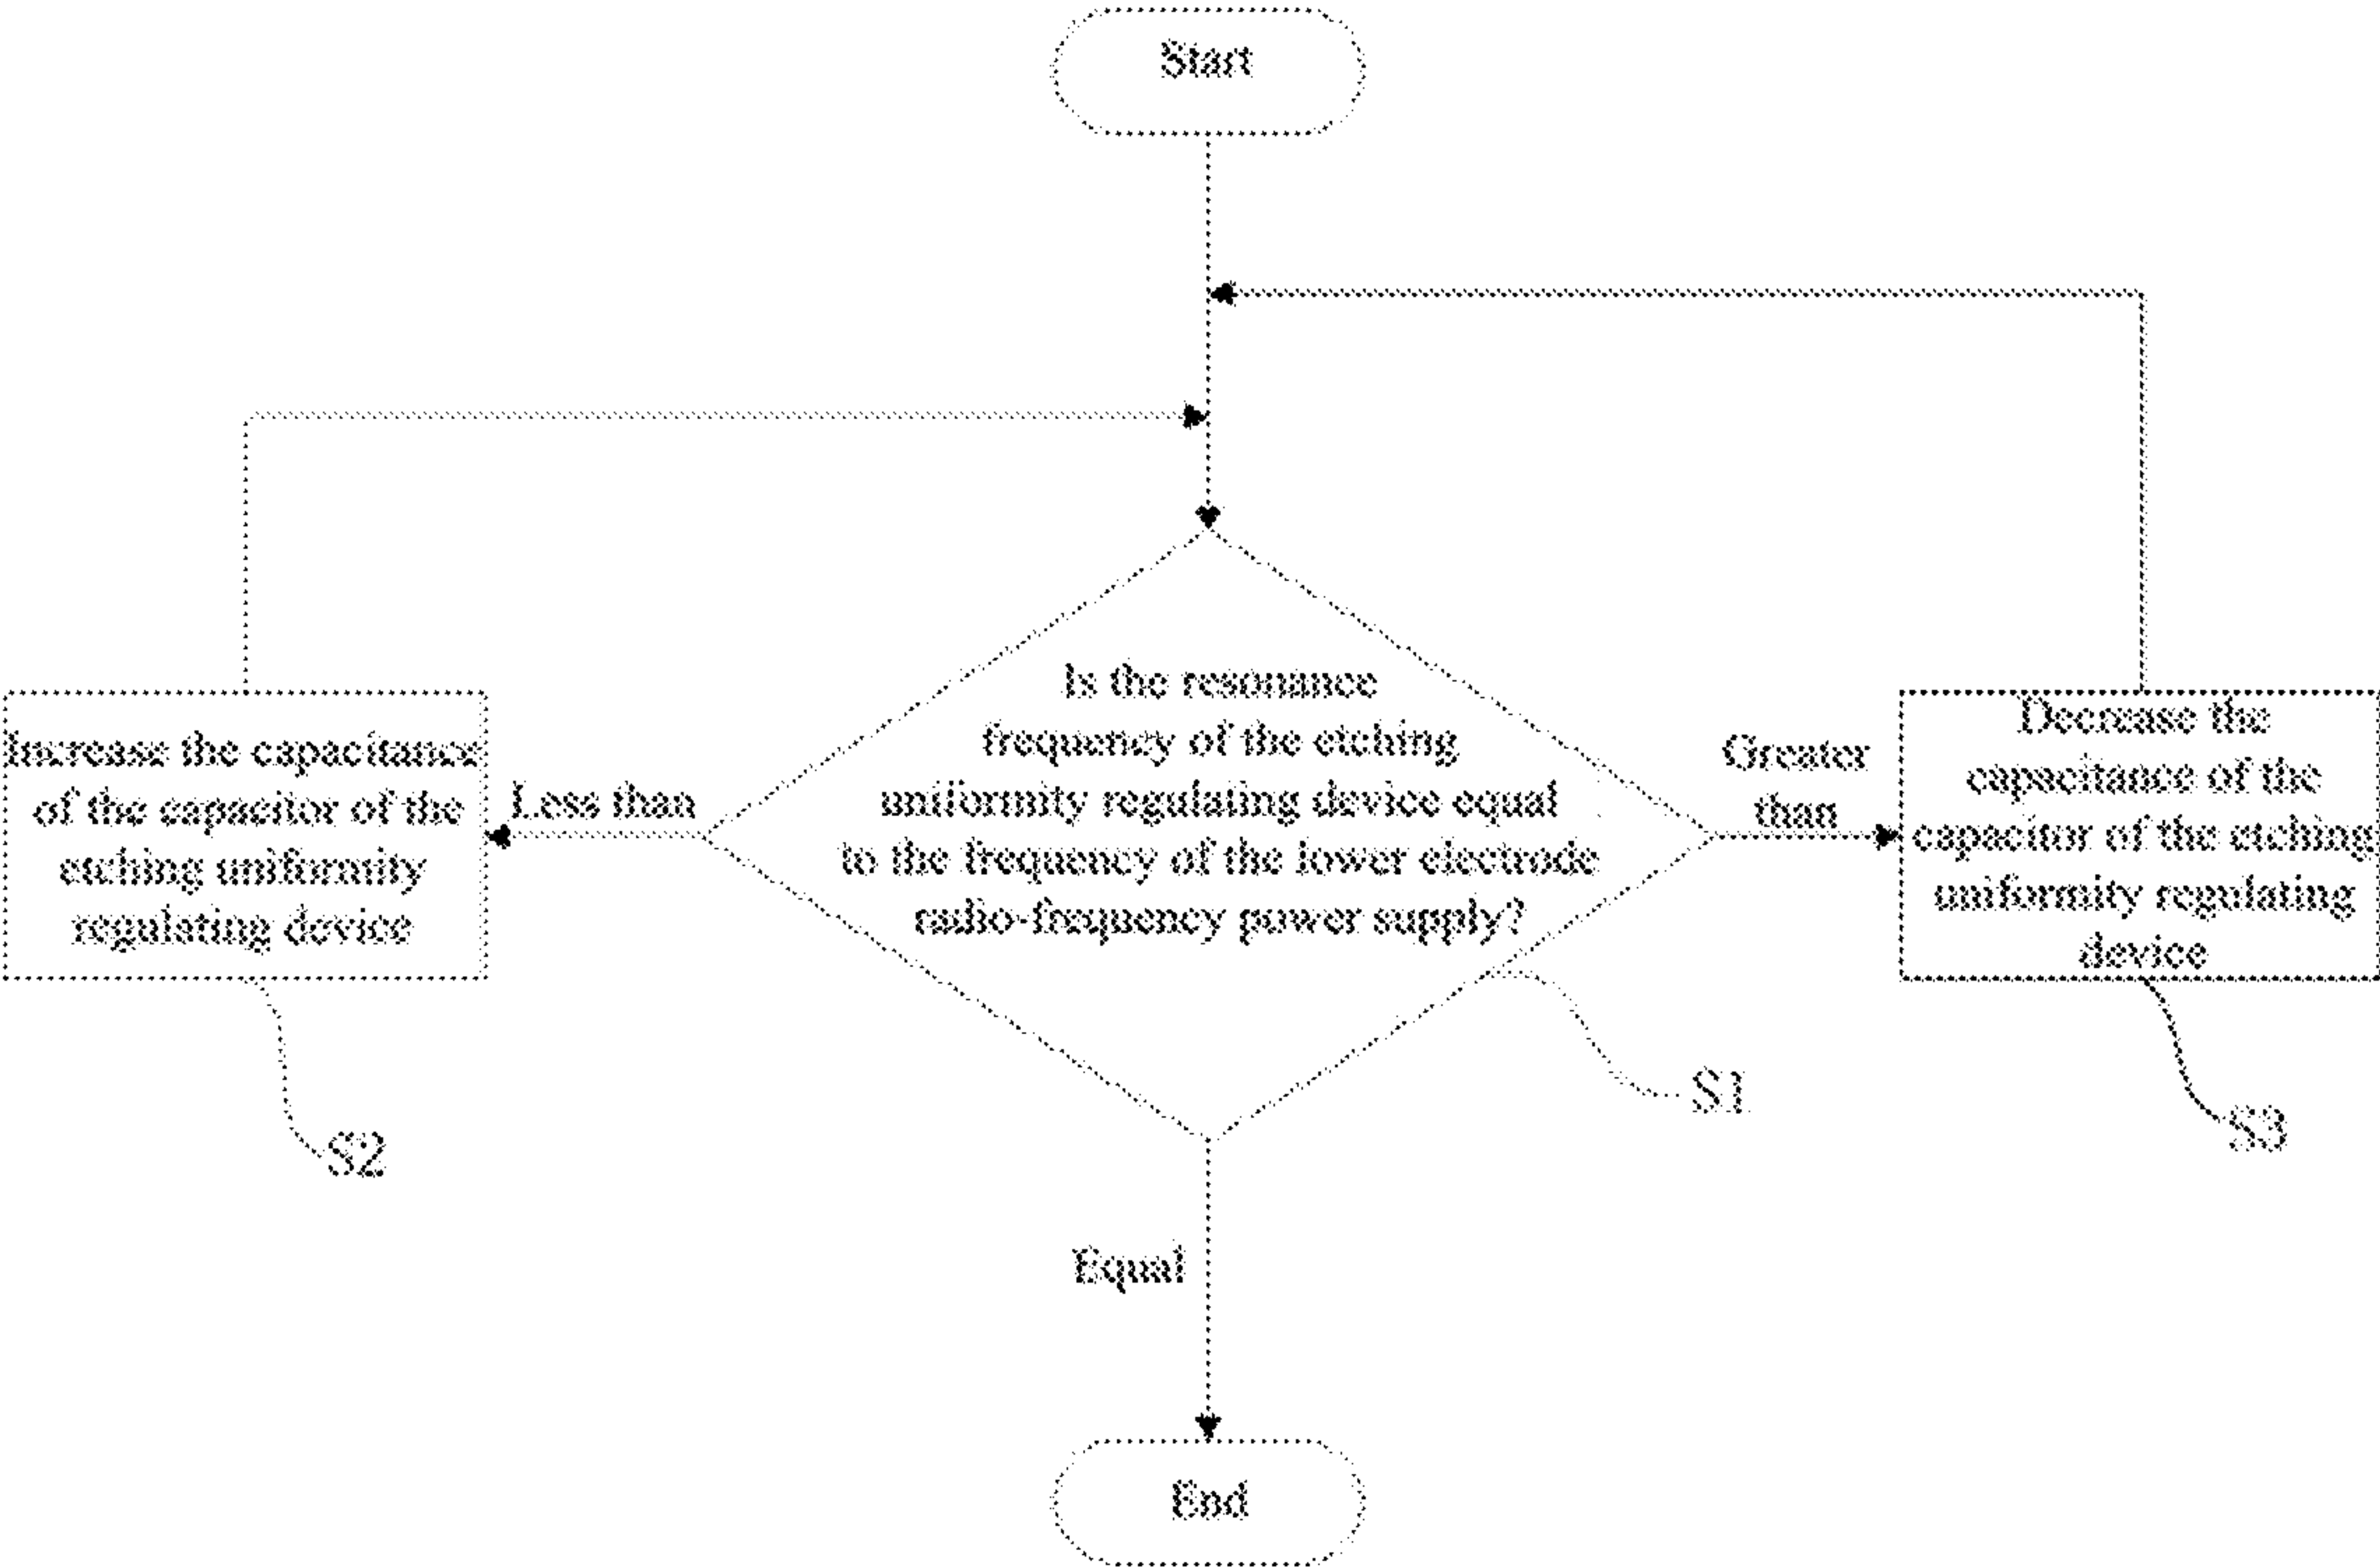 Start
Is the resonance
frequency of the etching
uniformity regulating device equal
to the frequency of the lower electrode
radio-frequency power supply?
Less than
Increase the capacitance
of the capacitor of the
etching uniformity
regulating device
Greater
than
Decrease the
capacitance of the
capacitor of the etching
uniformity regulating
device
S1
S2
S3
Equal
End